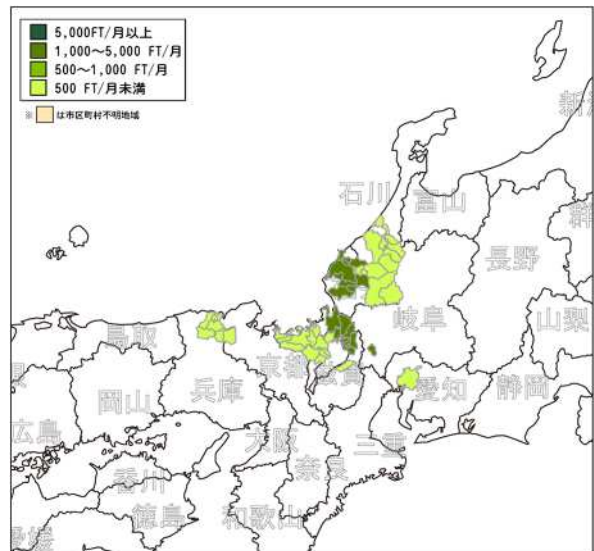 5,000FT/月以上
1,000～5,000 FT/月
500～1,000 FT/月
500 FT/月未満
※ は市区町村不明地域
新潟
石川
富山
群
長野
岐阜
山梨
鳥取
京都
滋賀
愛知
静岡
兵庫
岡山
広島
大阪
三重
奈良
香川
徳島
和歌山
愛媛